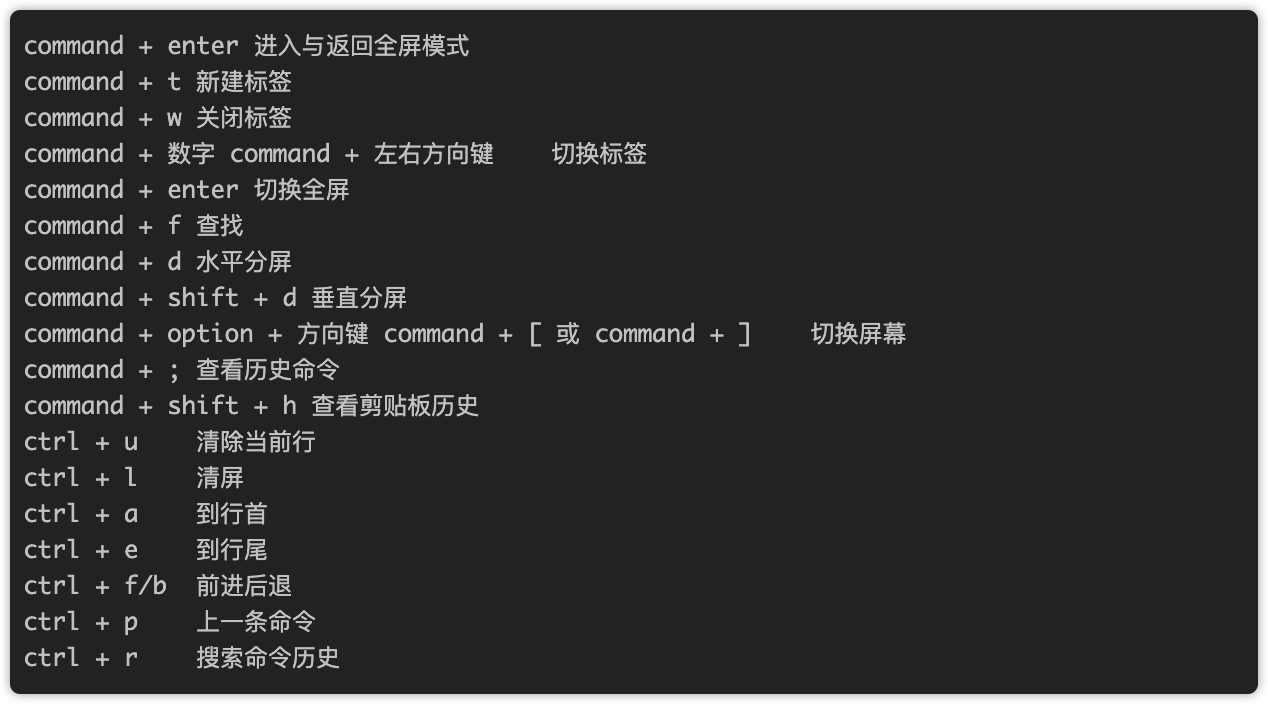 command + enter 进入与返回全屏模式
command + t 新建标签
command + w 关闭标签
command + 数字 command + 左右方向键    切换标签
command + enter 切换全屏
command + f 查找
command + d 水平分屏
command + shift + d 垂直分屏
command + option + 方向键 command + [ 或 command + ]    切换屏幕
command + ; 查看历史命令
command + shift + h 查看剪贴板历史
ctrl + u    清除当前行
ctrl + l    清屏
ctrl + a    到行首
ctrl + e    到行尾
ctrl + f/b  前进后退
ctrl + p    上一条命令
ctrl + r    搜索命令历史